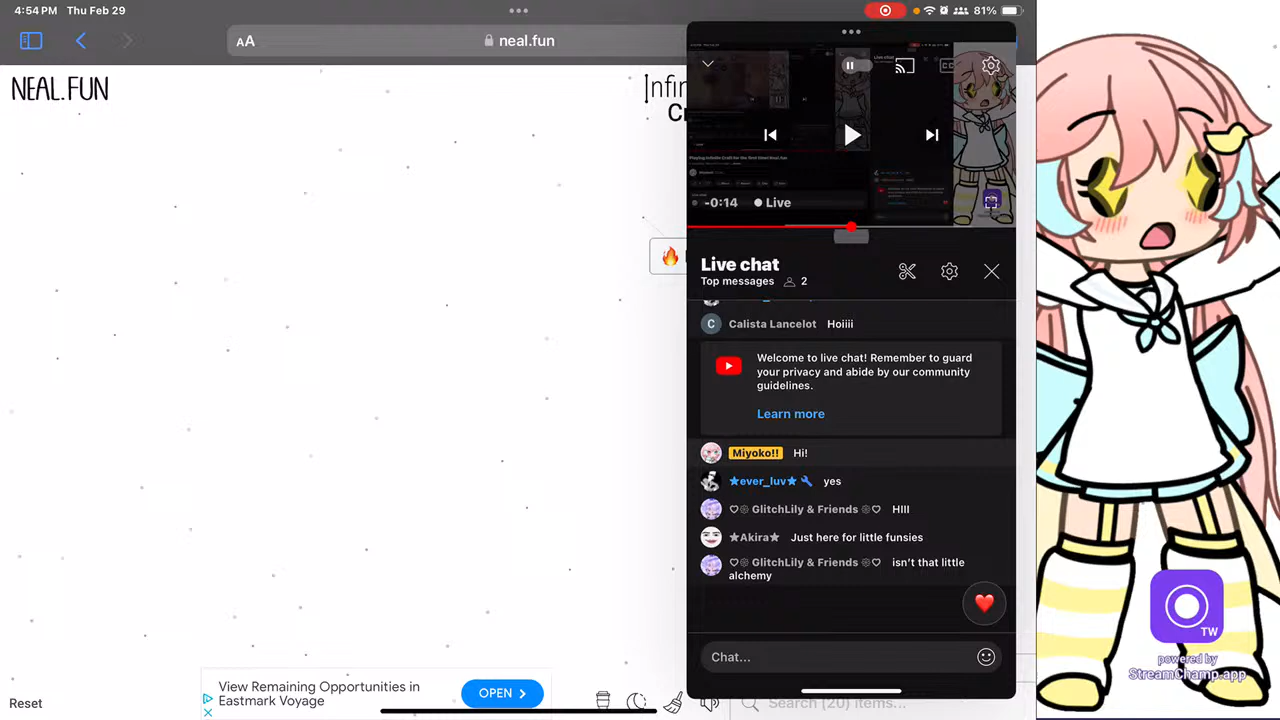 4:54 PM Thu Feb 29
81%
AA
neal.fun
NEAL.FUN
Infin
Cr
-0:14
Live
Live chat
Top messages 2
C Calista Lancelot Hoiiii
Welcome to live chat! Remember to guard
your privacy and abide by our community
guidelines.
Learn more
Miyoko!! Hi!
★ever_luv★ yes
♡❊ GlitchLily & Friends ❊♡ HIII
★Akira★ Just here for little funsies
♡❊ GlitchLily & Friends ❊♡ isn't that little
alchemy
Chat...
View Remaining Opportunities in
Eastmark Voyage
OPEN
Reset
Search (20) items...
TW
powered by
StreamChamp.app